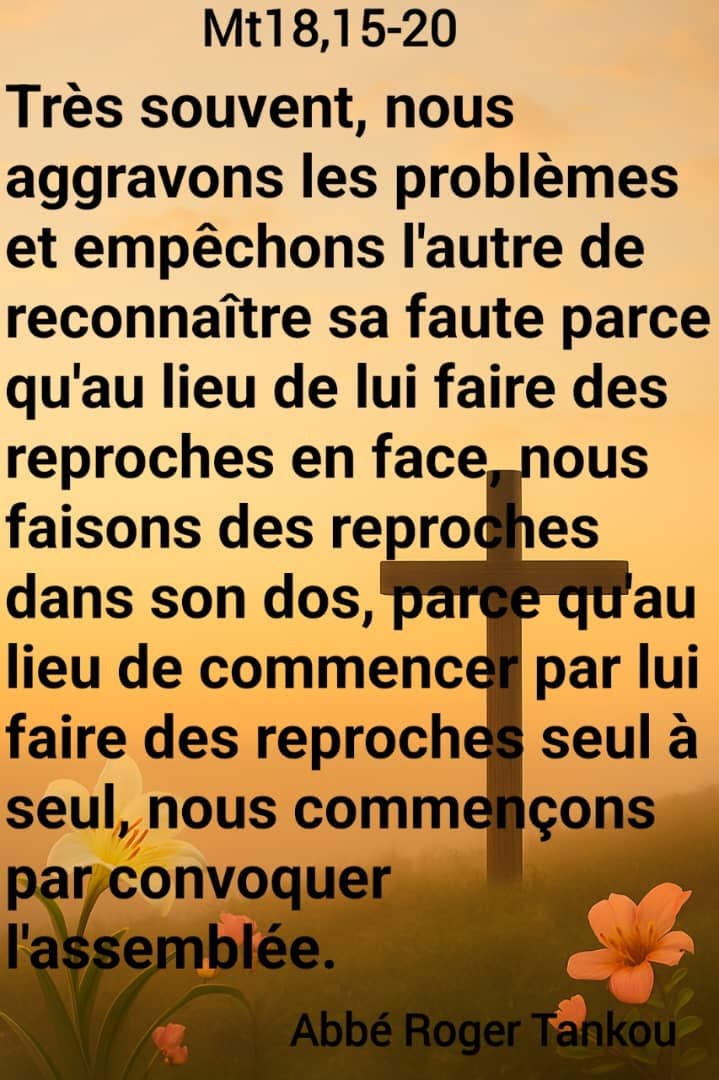 Mt18,15-20
Très souvent, nous
aggravons les problèmes
et empêchons l'autre de
reconnaître sa faute parce
qu'au lieu de lui faire des
reproches en face, nous
faisons des reproches
dans son dos, parce qu'au
lieu de commencer par lui
faire des reproches seul à
seul, nous commençons
par convoquer
l'assemblée.
Abbé Roger Tankou